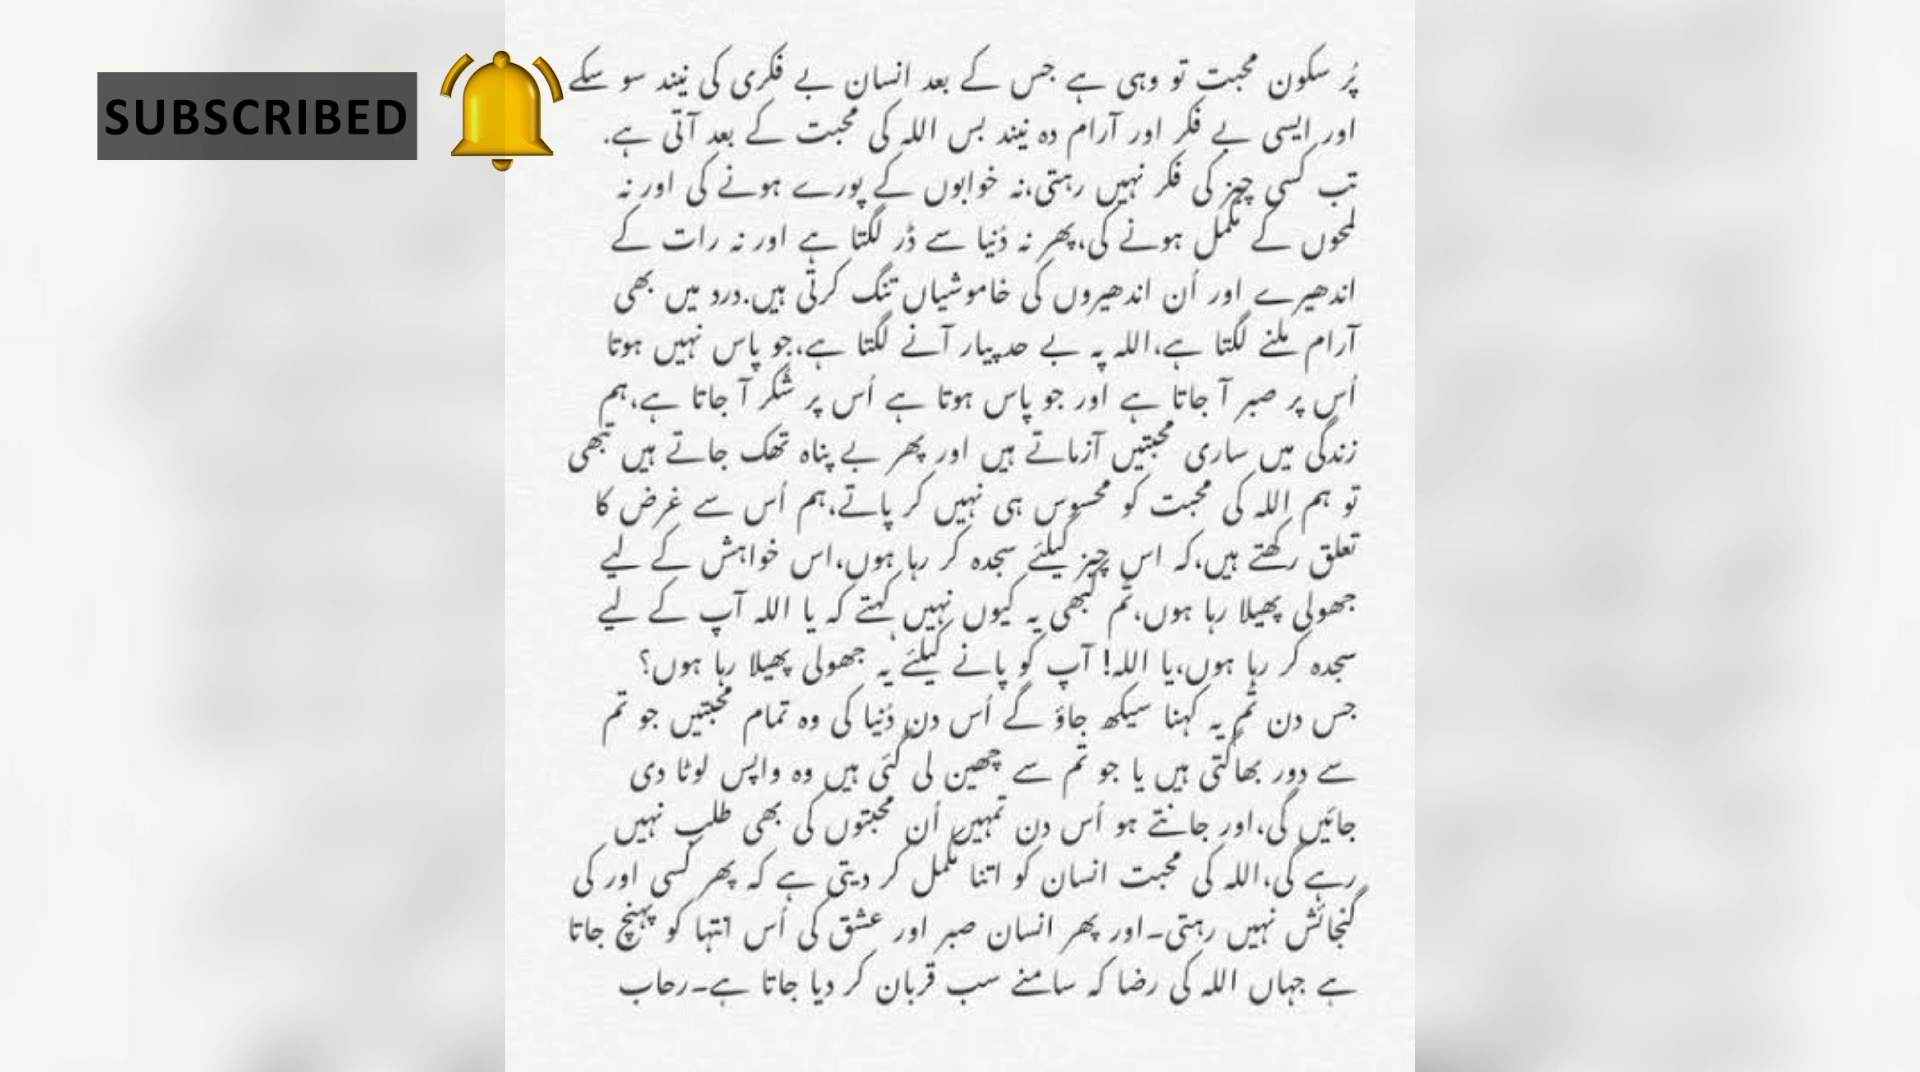 SUBSCRIBED
پُر سکون محبت تو وہی ہے جس کے بعد انسان بے فکری کی نیند سو سکے
اور ایسی بے فکر اور آرام دہ نیند بس اللہ کی محبت کے بعد آتی ہے.
تب کسی چیز کی فکر نہیں رہتی،نہ خوابوں کے پورے ہونے کی اور نہ
لمحوں کے مکمل ہونے کی،پھر نہ دُنیا سے ڈر لگتا ہے اور نہ رات کے
اندھیرے اور اُن اندھیروں کی خاموشیاں تنگ کرتی ہیں.درد میں بھی
آرام ملنے لگتا ہے،اللہ پہ بے حد پیار آنے لگتا ہے،جو پاس نہیں ہوتا
اُس پر صبر آ جاتا ہے اور جو پاس ہوتا ہے اُس پر شُکر آ جاتا ہے،ہم
زندگی میں ساری محبتیں آزماتے ہیں اور پھر بے پناہ تھک جاتے ہیں تبھی
تو ہم اللہ کی محبت کو محسوس ہی نہیں کر پاتے،ہم اُس سے غرض کا
تعلق رکھتے ہیں،کہ اس چیز کیلئے سجدہ کر رہا ہوں،اس خواہش کے لیے
جھولی پھیلا رہا ہوں،تُم کبھی یہ کیوں نہیں کہتے کہ یا اللہ آپ کے لیے
سجدہ کر رہا ہوں،یا اللہ! آپ کو پانے کیلئے یہ جھولی پھیلا رہا ہوں؟
جس دن تُم یہ کہنا سیکھ جاؤ گے اُس دن دُنیا کی وہ تمام محبتیں جو تم
سے دور بھاگتی ہیں یا جو تم سے چھین لی گئی ہیں وہ واپس لوٹا دی
جائیں گی،اور جانتے ہو اُس دن تمہیں اُن محبتوں کی بھی طلب نہیں
رہے گی،اللہ کی محبت انسان کو اتنا مکمل کر دیتی ہے کہ پھر کسی اور کی
گنجائش نہیں رہتی۔اور پھر انسان صبر اور عشق کی اُس انتہا کو پہنچ جاتا
ہے جہاں اللہ کی رضا کہ سامنے سب قربان کر دیا جاتا ہے۔رحاب